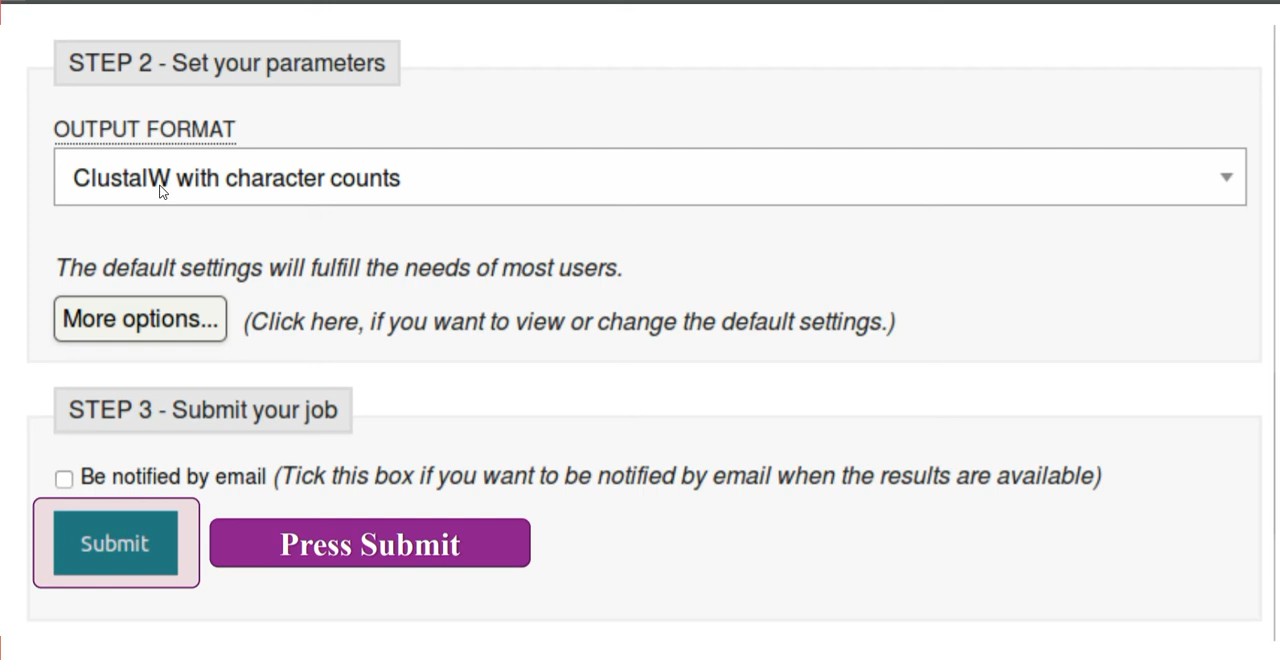 STEP 2 - Set your parameters
OUTPUT FORMAT
ClustalW with character counts
The default settings will fulfill the needs of most users.
More options... (Click here, if you want to view or change the default settings.)
STEP 3 - Submit your job
Be notified by email (Tick this box if you want to be notified by email when the results are available)
Submit Press Submit